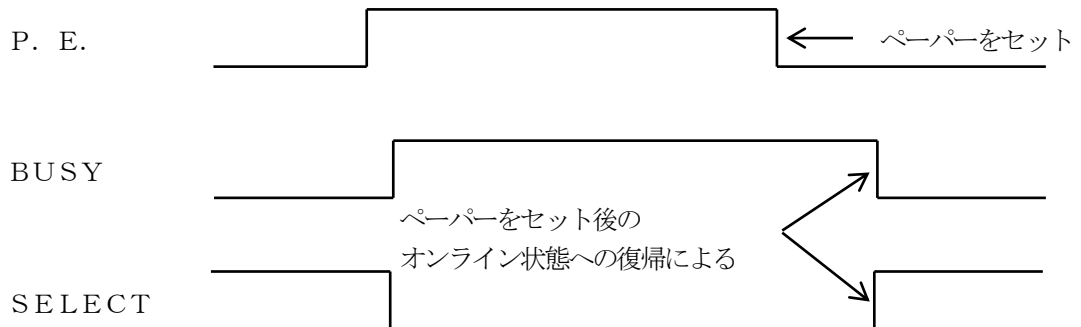 P. E.
ペーパーをセット
BUSY
ペーパーをセット後の
オンライン状態への復帰による
SELECT